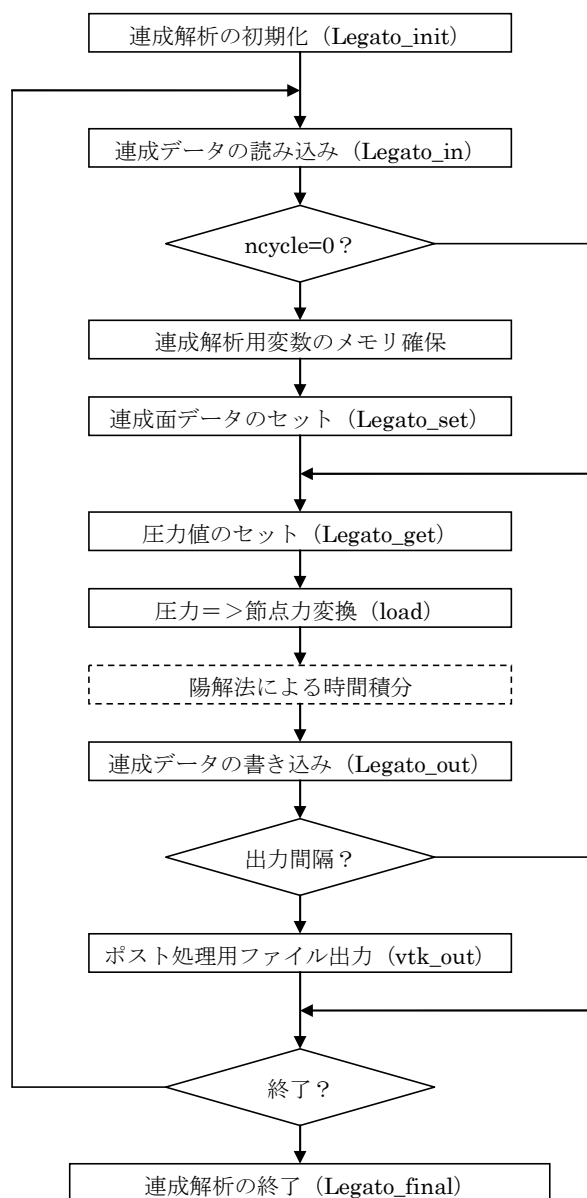 連成解析の初期化（Legato_init）
連成データの読み込み（Legato_in）
ncycle=0？
連成解析用変数のメモリ確保
連成面データのセット（Legato_set）
圧力値のセット（Legato_get）
圧力＝＞節点力変換（load）
陽解法による時間積分
連成データの書き込み（Legato_out）
出力間隔？
ポスト処理用ファイル出力（vtk_out）
終了？
連成解析の終了（Legato_final）